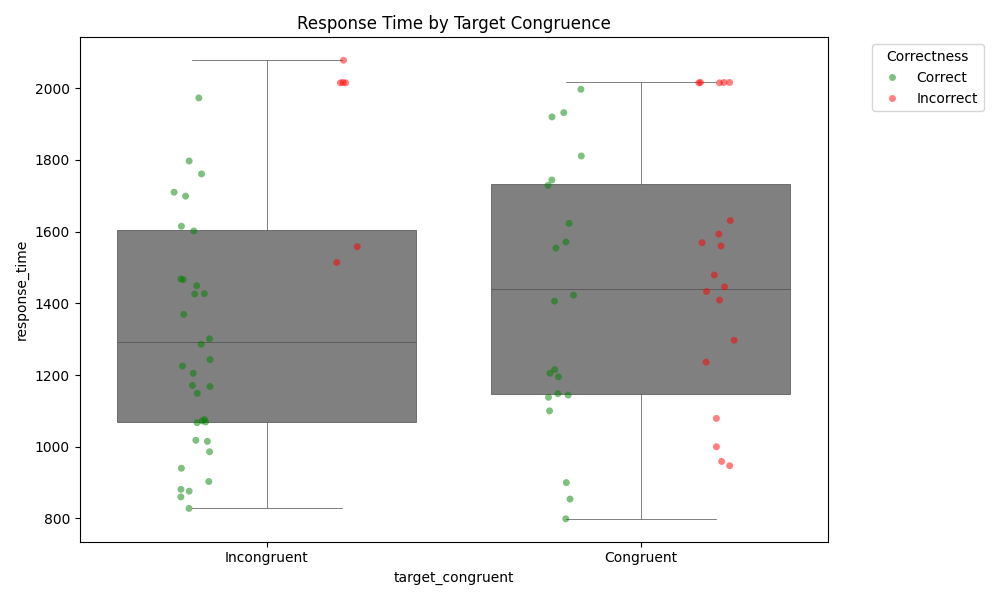 Response Time by Target Congruence
Correctness
Correct
Incorrect
2000
1800
1600
1400
1200
1000
800
response_time
Incongruent
Congruent
target_congruent